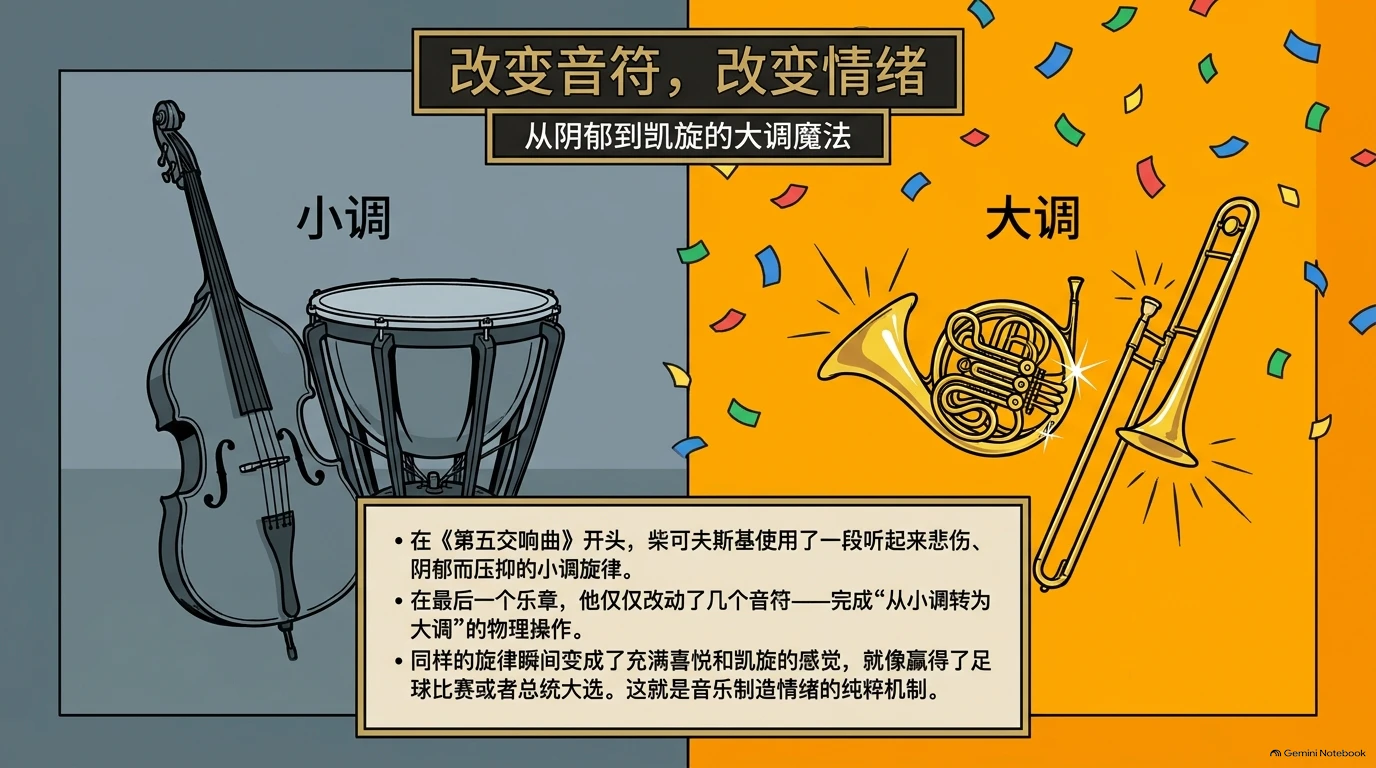 改变音符，改变情绪
从阴郁到凯旋的大调魔法
小调
大调
• 在《第五交响曲》开头，柴可夫斯基使用了一段听起来悲伤、
阴郁而压抑的小调旋律。
• 在最后一个乐章，他仅仅改动了几个音符——完成“从小调转为
大调”的物理操作。
• 同样的旋律瞬间变成了充满喜悦和凯旋的感觉，就像赢得了足
球比赛或者总统大选。这就是音乐制造情绪的纯粹机制。
Gemini Notebook